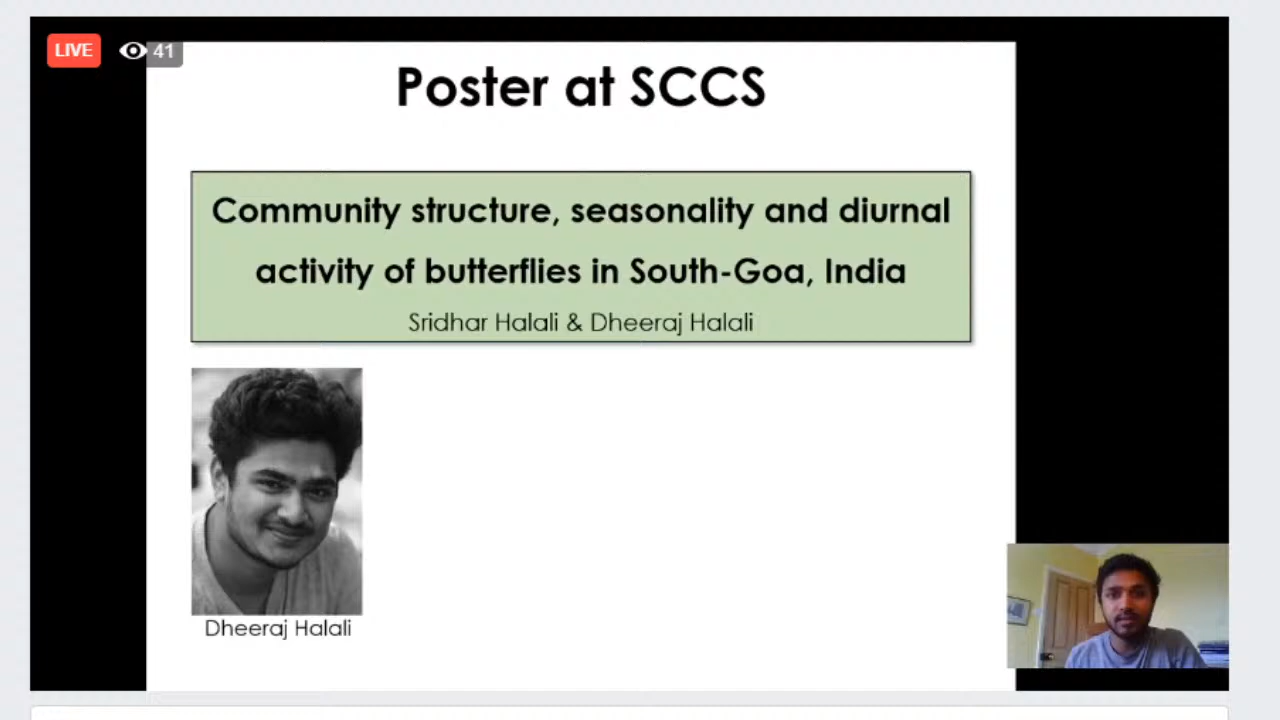 LIVE 41
Poster at SCCS
Community structure, seasonality and diurnal
activity of butterflies in South-Goa, India
Sridhar Halali & Dheeraj Halali
Dheeraj Halali